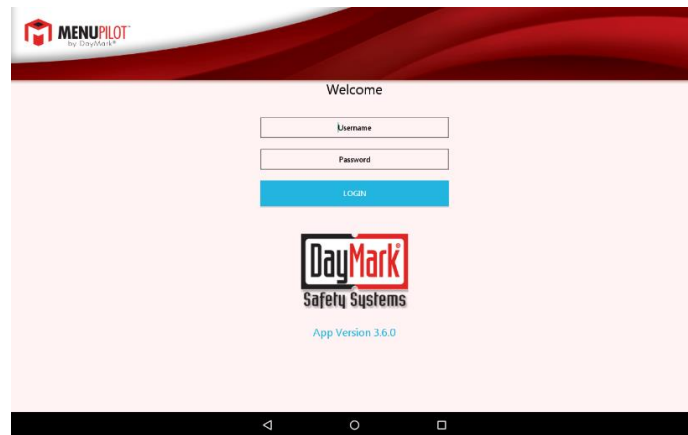 MENUPILOT™
by DayMark®
Welcome
Username
Password
LOGIN
DayMark®
Safety Systems
App Version 3.6.0